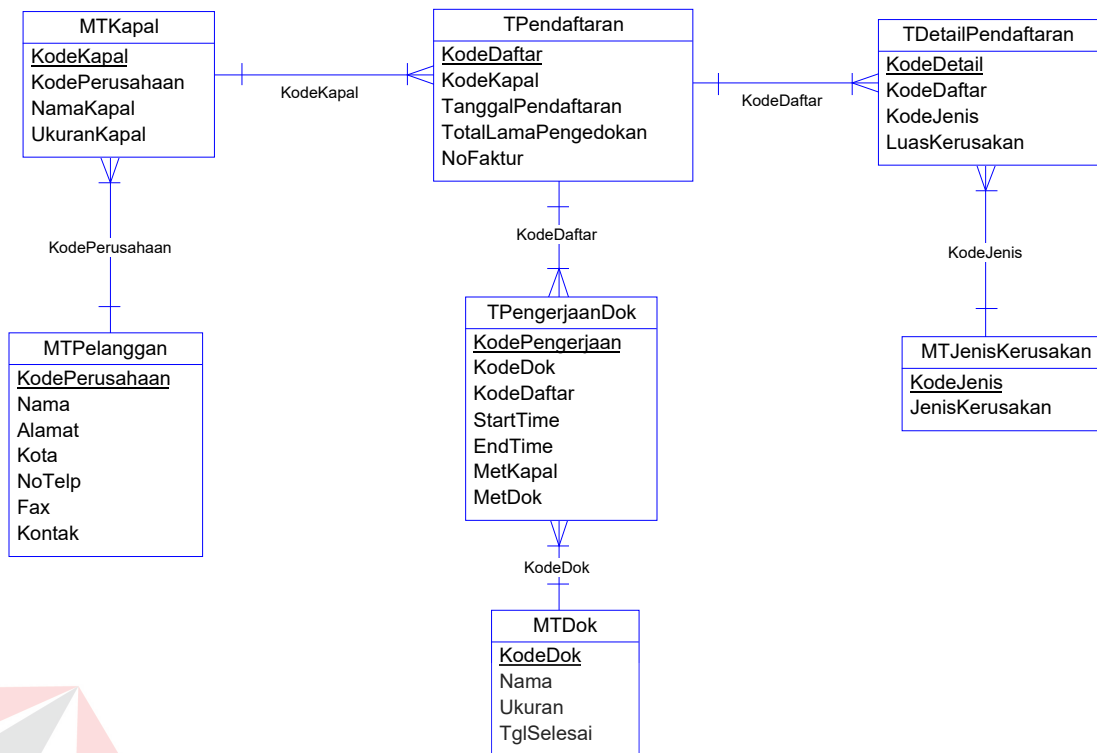 MTKapal
KodeKapal
KodePerusahaan
NamaKapal
UkuranKapal
KodeKapal
TPendaftaran
KodeDaftar
KodeKapal
TanggalPendaftaran
TotalLamaPengedokan
NoFaktur
KodeDaftar
TDetailPendaftaran
KodeDetail
KodeDaftar
KodeJenis
LuasKerusakan
KodePerusahaan
KodeDaftar
KodeJenis
MTPelanggan
KodePerusahaan
Nama
Alamat
Kota
NoTelp
Fax
Kontak
TPengerjaanDok
KodePengerjaan
KodeDok
KodeDaftar
StartTime
EndTime
MetKapal
MetDok
MTJenisKerusakan
KodeJenis
JenisKerusakan
KodeDok
MTDok
KodeDok
Nama
Ukuran
TglSelesai